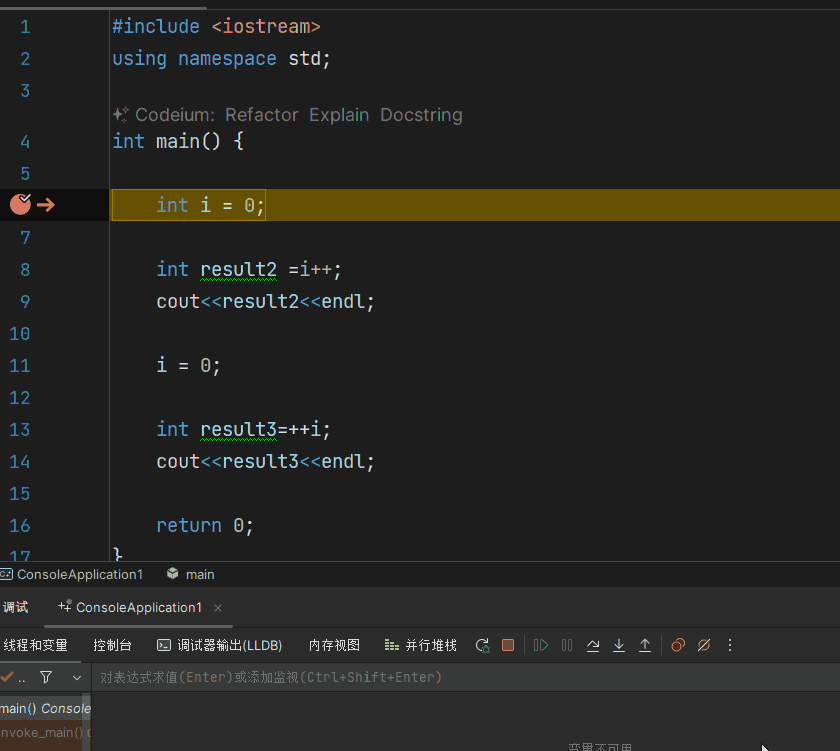 1 #include <iostream>
2 using namespace std;
3
Codeium: Refactor Explain Docstring
4 int main() {
5
int i = 0;
7
8 int result2 =i++;
9 cout<<result2<<endl;
10
11 i = 0;
12
13 int result3=++i;
14 cout<<result3<<endl;
15
16 return 0;
17 }
ConsoleApplication1 main
调试 ConsoleApplication1 ×
线程和变量 控制台 调试器输出(LLDB) 内存视图 并行堆栈
.. 对表达式求值(Enter)或添加监视(Ctrl+Shift+Enter)
main() Console
nvoke_main()
变量不可用